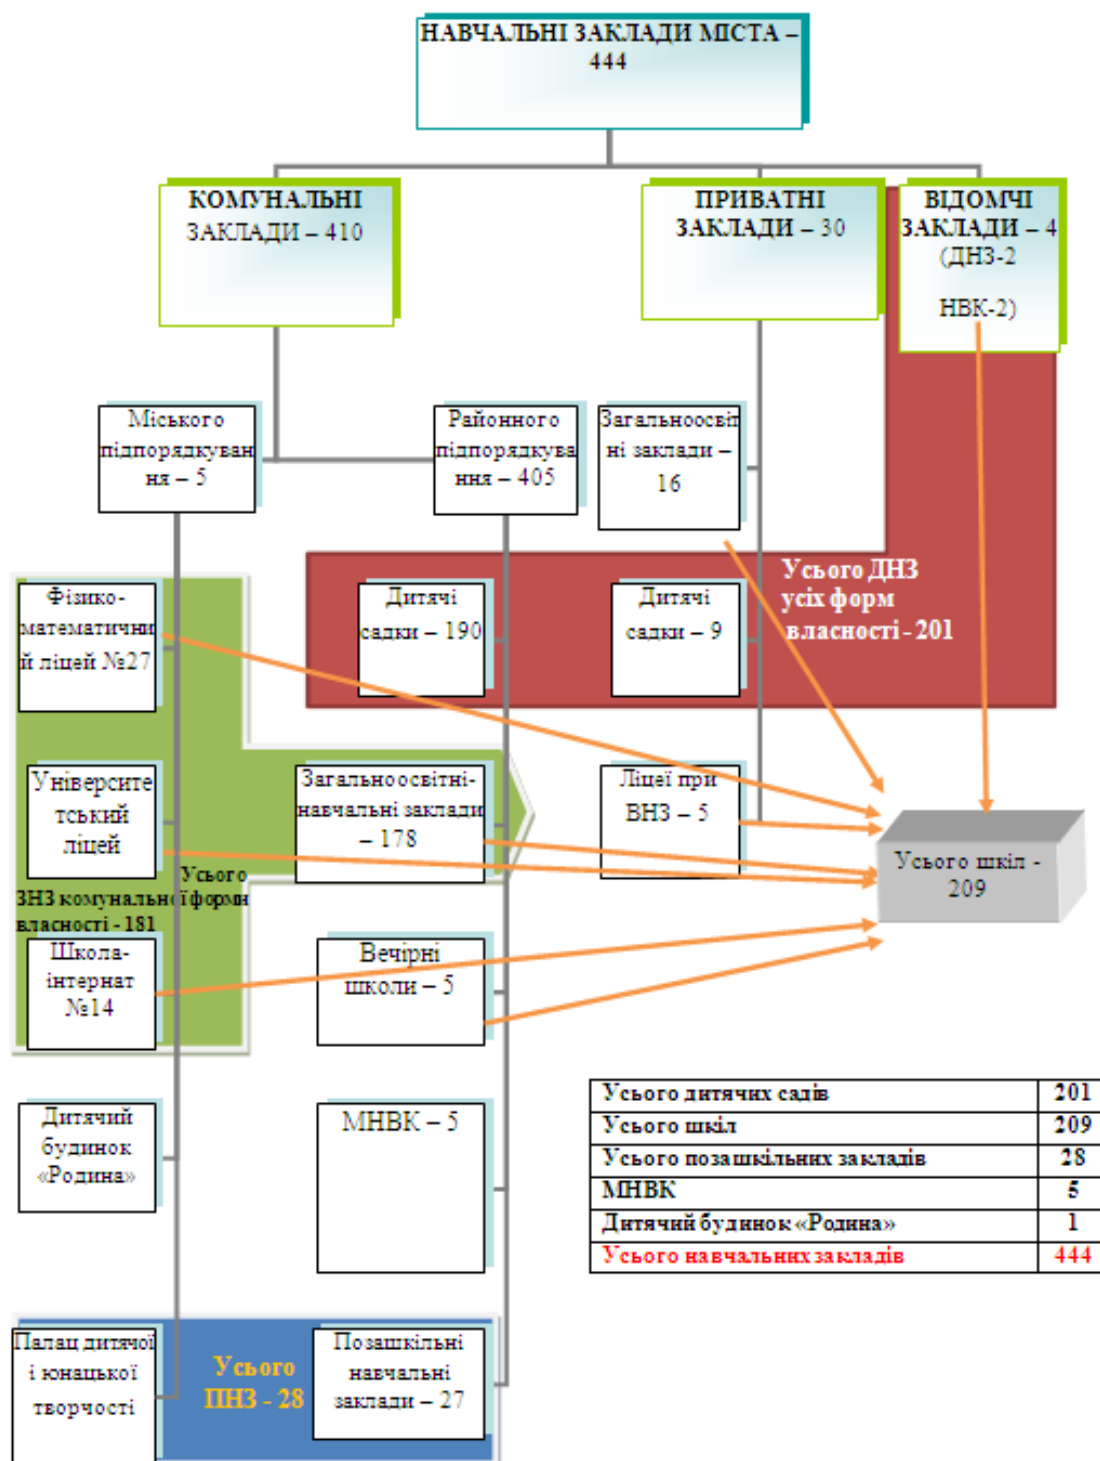 НАВЧАЛЬНІ ЗАКЛАДИ МІСТА –
444
КОМУНАЛЬНІ
ЗАКЛАДИ – 410
ПРИВАТНІ
ЗАКЛАДИ – 30
ВІДОМЧІ
ЗАКЛАДИ – 4
(ДНЗ-2
НВК-2)
Міського
підпорядкуван
ня – 5
Районного
підпорядкува
ння – 405
Загальноосвіт
ні заклади –
16
Усього ДНЗ
усіх форм
власності - 201
Фізико-
математични
й ліцей №27
Дитячі
садки – 190
Дитячі
садки – 9
Університе
тський
ліцей
Загальноосвітні-
навчальні заклади
– 178
Ліцеї при
ВНЗ – 5
Усього шкіл -
209
Усього
ЗНЗ комунальної форми
власності - 181
Школа-
інтернат
№14
Вечірні
школи – 5
Дитячий
будинок
«Родина»
МНВК – 5
Усього дитячих садів 201
Усього шкіл 209
Усього позашкільних закладів 28
МНВК 5
Дитячий будинок «Родина» 1
Усього навчальних закладів 444
Палац дитячої
і юнацької
творчості
Усього
ПНЗ - 28
Позашкільні
навчальні
заклади – 27